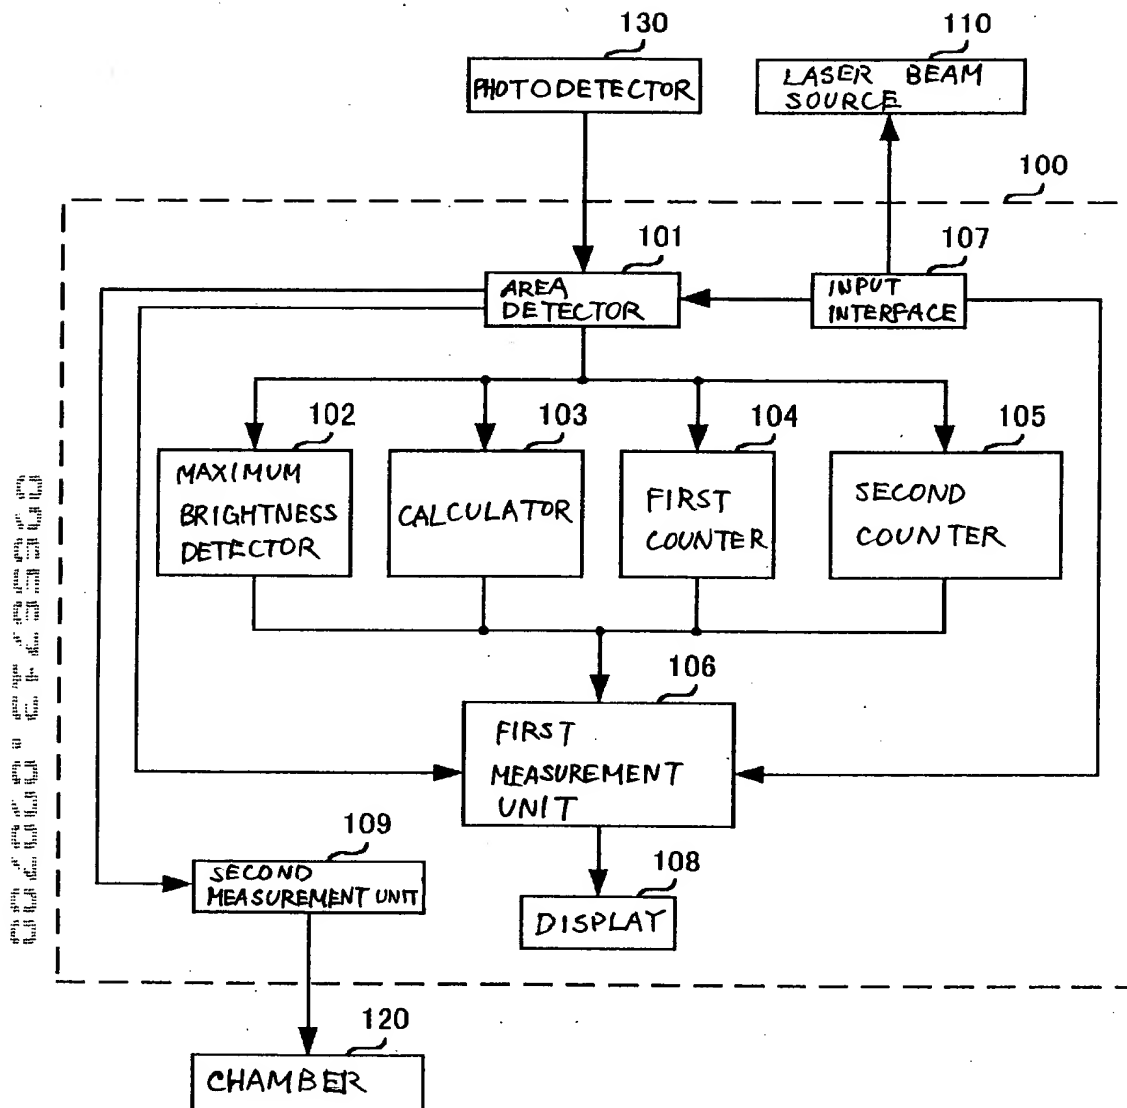 130
110
PHOTODETECTOR
LASER BEAM
SOURCE
100
101
107
AREA
DETECTOR
INPUT
INTERFACE
102
103
104
105
MAXIMUM
BRIGHTNESS
DETECTOR
CALCULATOR
FIRST
COUNTER
SECOND
COUNTER
106
FIRST
MEASUREMENT
UNIT
109
SECOND
MEASUREMENT UNIT
108
DISPLAY
120
CHAMBER